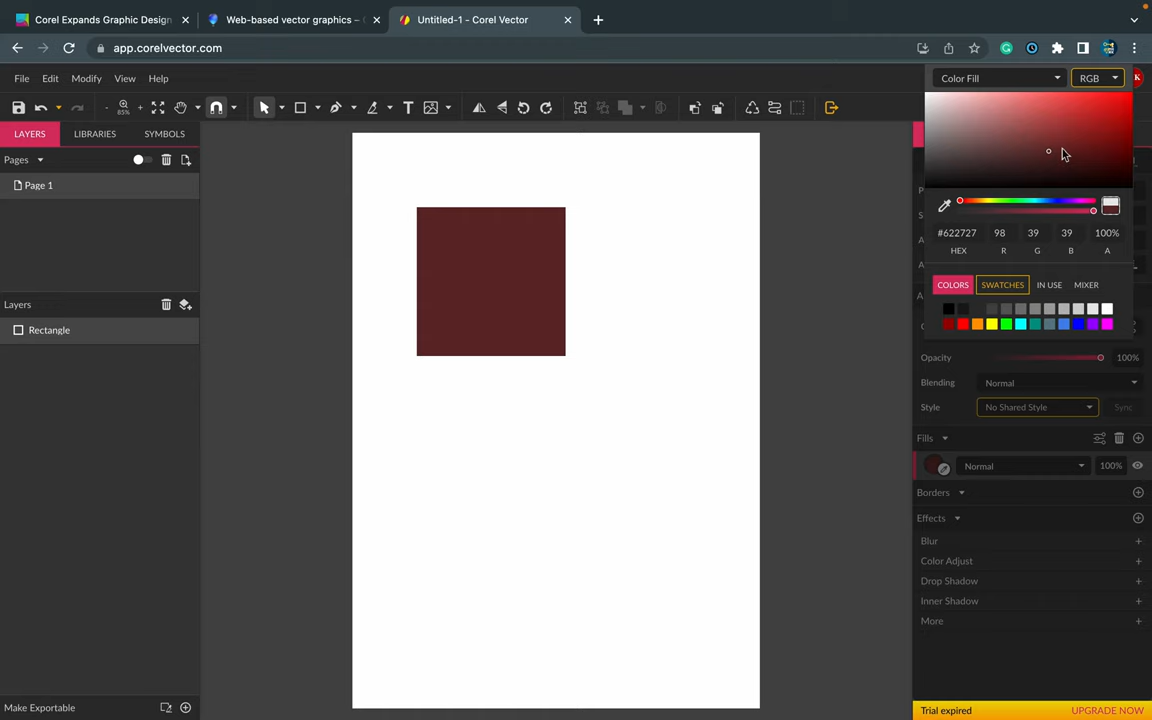 Corel Expands Graphic Design
Web-based vector graphics – (
Untitled-1 - Corel Vector
app.corelvector.com
File Edit Modify View Help
85%
LAYERS LIBRARIES SYMBOLS
Pages
Page 1
Layers
Rectangle
Make Exportable
Color Fill RGB
K
#622727 98 39 39 100%
HEX R G B A
COLORS SWATCHES IN USE MIXER
Opacity 100%
Blending Normal
Style No Shared Style Sync
Fills
Normal 100%
Borders
Effects
Blur
Color Adjust
Drop Shadow
Inner Shadow
More
Trial expired UPGRADE NOW